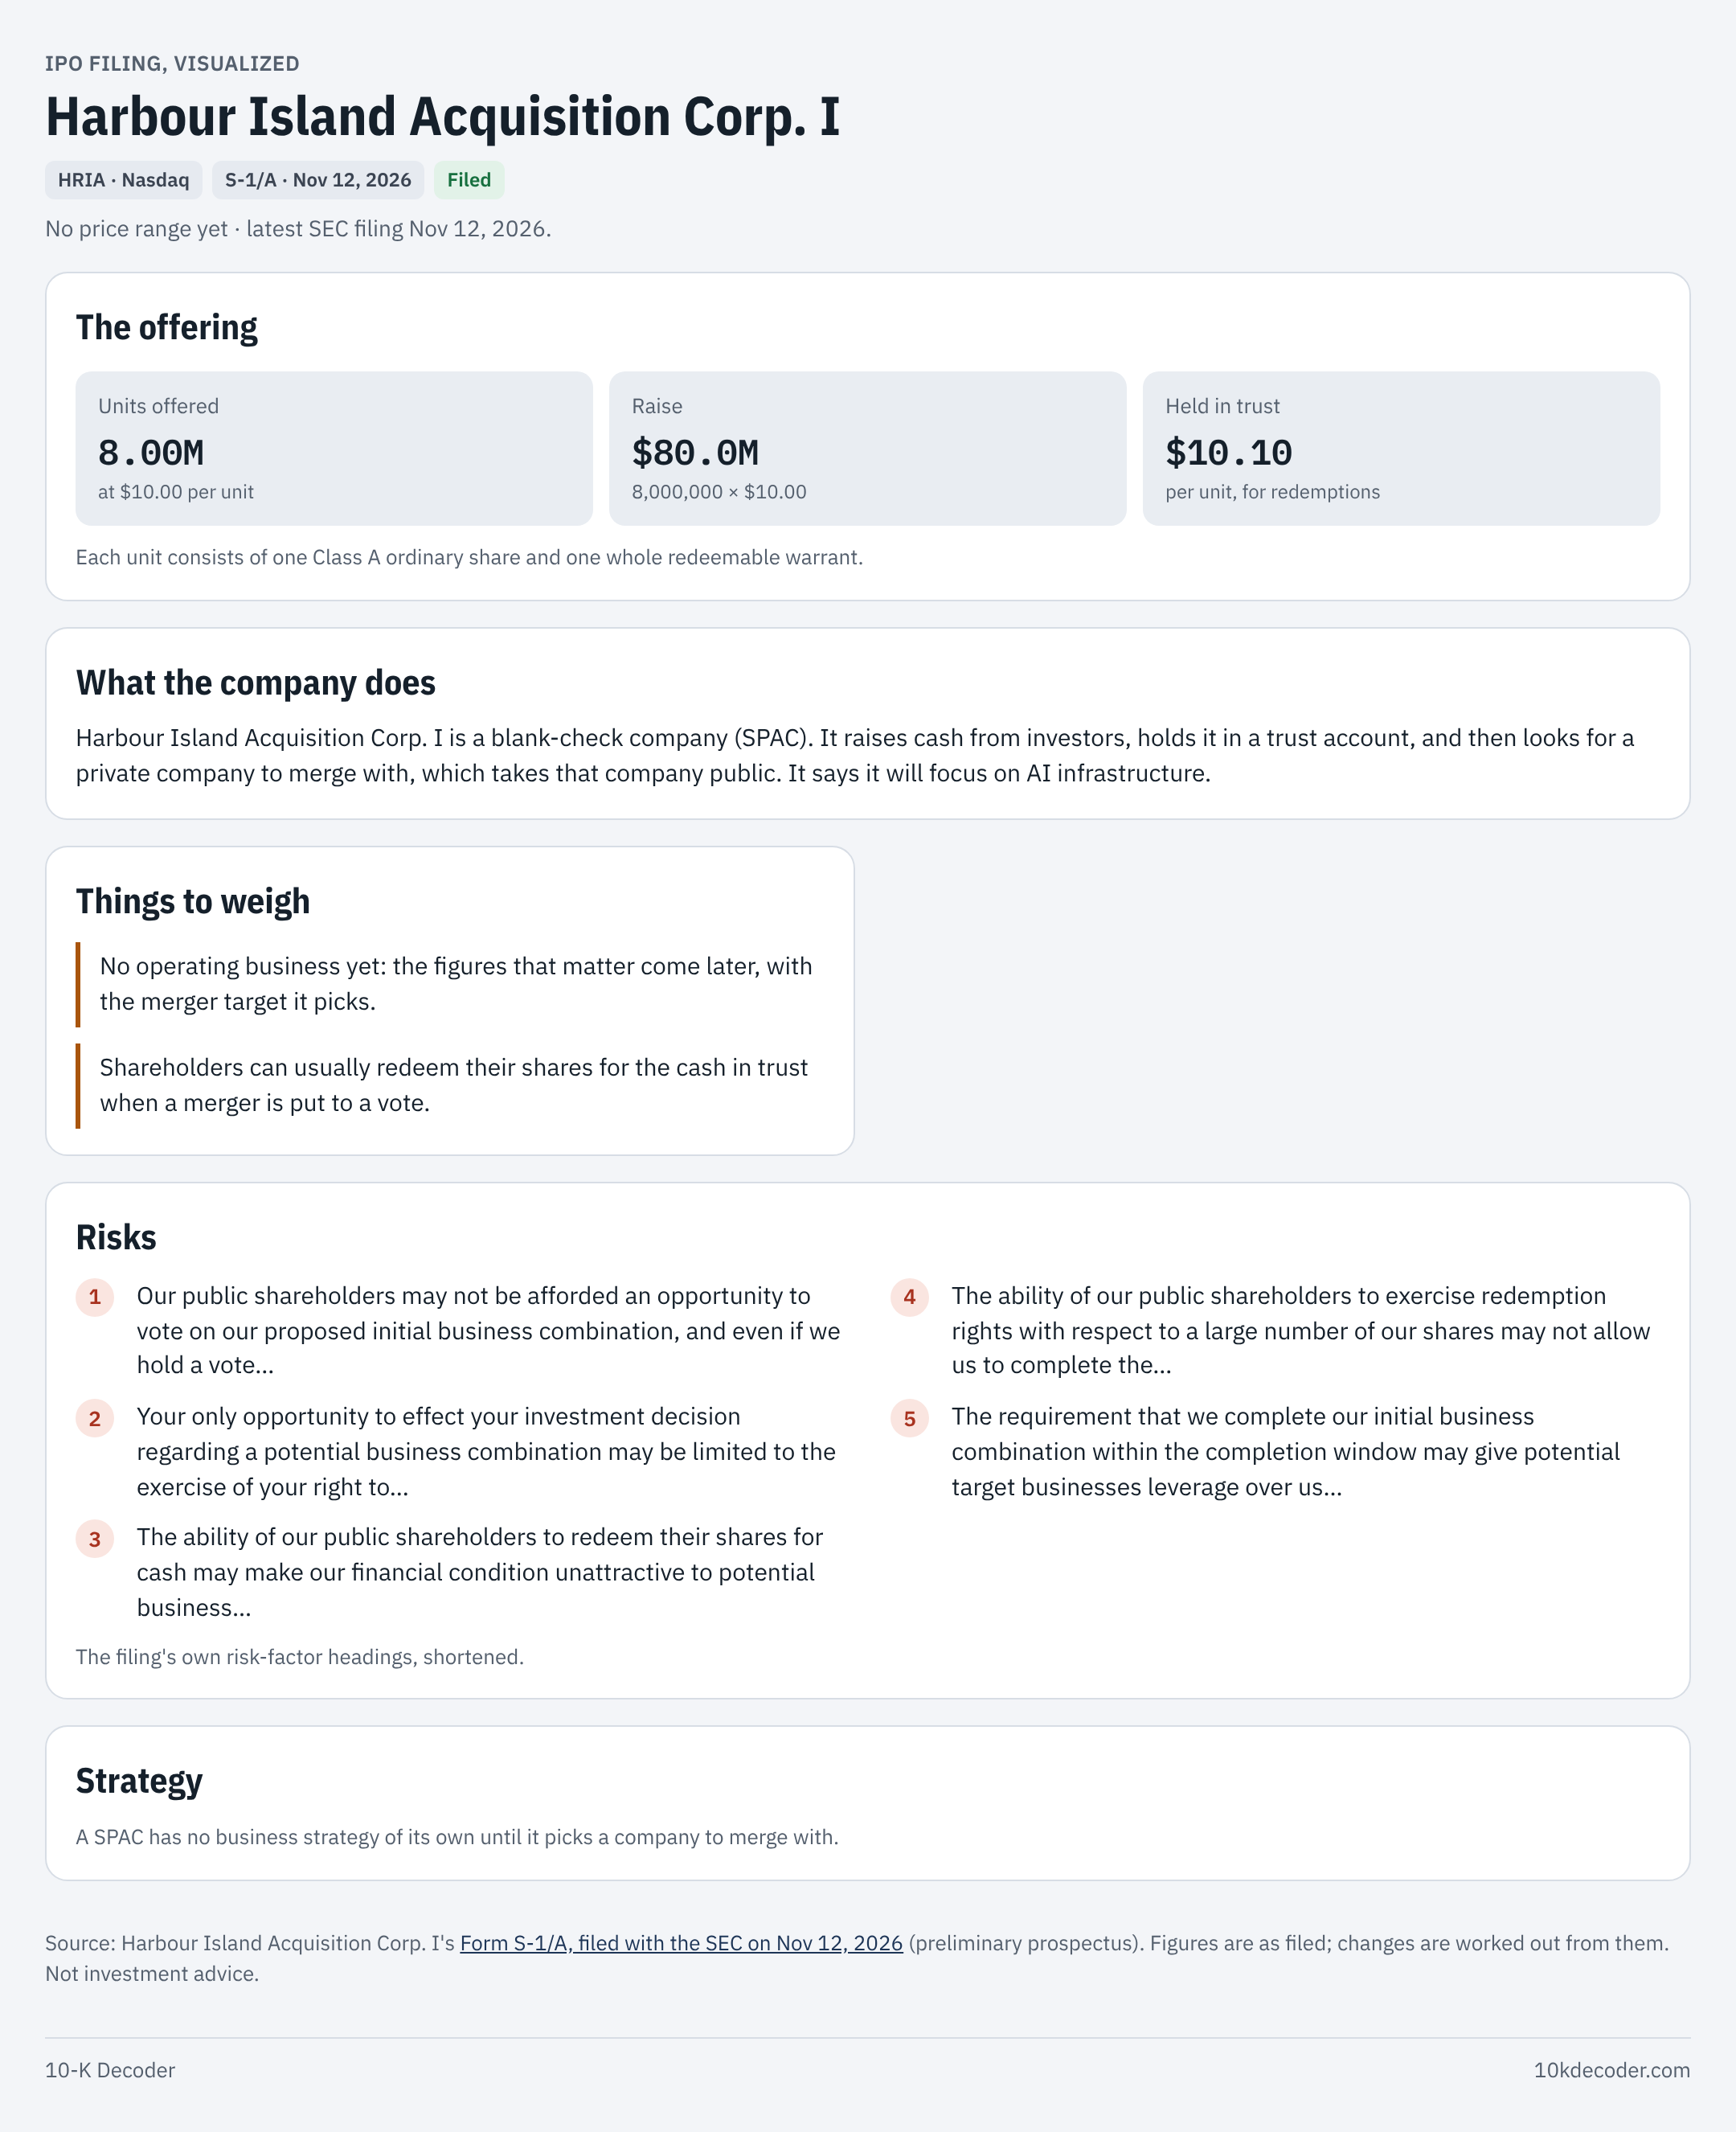 IPO FILING, VISUALIZED
Harbour Island Acquisition Corp. I
HRIA · Nasdaq
S-1/A · Nov 12, 2026
Filed
No price range yet · latest SEC filing Nov 12, 2026.
The offering
Units offered
8.00M
at $10.00 per unit
Raise
$80.0M
8,000,000 × $10.00
Held in trust
$10.10
per unit, for redemptions
Each unit consists of one Class A ordinary share and one whole redeemable warrant.
What the company does
Harbour Island Acquisition Corp. I is a blank-check company (SPAC). It raises cash from investors, holds it in a trust account, and then looks for a
private company to merge with, which takes that company public. It says it will focus on AI infrastructure.
Things to weigh
No operating business yet: the figures that matter come later, with
the merger target it picks.
Shareholders can usually redeem their shares for the cash in trust
when a merger is put to a vote.
Risks
1
Our public shareholders may not be afforded an opportunity to
vote on our proposed initial business combination, and even if we
hold a vote…
2
Your only opportunity to effect your investment decision
regarding a potential business combination may be limited to the
exercise of your right to…
3
The ability of our public shareholders to redeem their shares for
cash may make our financial condition unattractive to potential
business…
4
The ability of our public shareholders to exercise redemption
rights with respect to a large number of our shares may not allow
us to complete the…
5
The requirement that we complete our initial business
combination within the completion window may give potential
target businesses leverage over us…
The filing's own risk-factor headings, shortened.
Strategy
A SPAC has no business strategy of its own until it picks a company to merge with.
Source: Harbour Island Acquisition Corp. I's Form S-1/A, filed with the SEC on Nov 12, 2026 (preliminary prospectus). Figures are as filed; changes are worked out from them.
Not investment advice.
10-K Decoder
10kdecoder.com